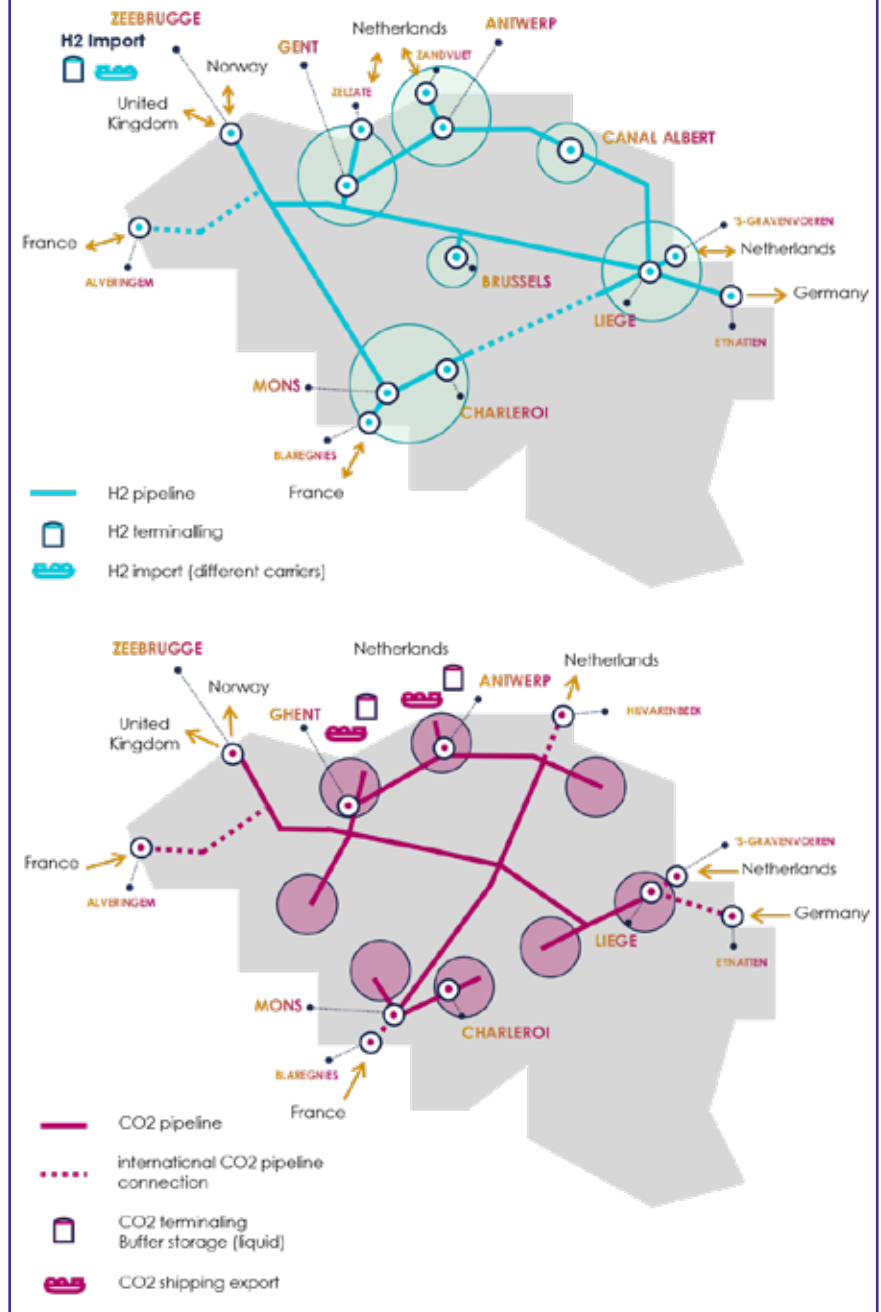 ZEEBRUGGE
H2 Import
Norway
United
Kingdom
GENT
Netherlands
ZELZATE
ZANDVLIET
ANTWERP
CANAL ALBERT
France
ALVERINGEM
BRUSSELS
'S-GRAVENVOEREN
Netherlands
Germany
LIEGE
EYNATTEN
MONS
CHARLEROI
BLAREGNIES
France
H2 pipeline
H2 terminalling
H2 import (different carriers)
ZEEBRUGGE
Norway
United
Kingdom
GHENT
Netherlands
ANTWERP
Netherlands
HILVARENBEEK
France
ALVERINGEM
'S-GRAVENVOEREN
Netherlands
Germany
LIEGE
EYNATTEN
MONS
CHARLEROI
BLAREGNIES
France
CO2 pipeline
international CO2 pipeline
connection
CO2 terminaling
Buffer storage (liquid)
CO2 shipping export